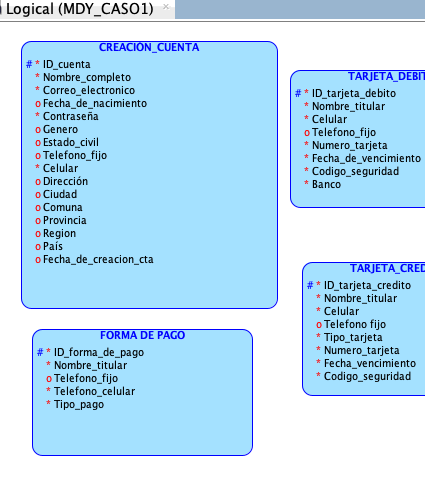 Logical (MDY_CASO1)
CREACION_CUENTA
# * ID_cuenta
* Nombre_completo
* Correo_electronico
o Fecha_de_nacimiento
* Contraseña
o Genero
o Estado_civil
o Telefono_fijo
* Celular
o Dirección
o Ciudad
o Comuna
o Provincia
o Region
o País
o Fecha_de_creacion_cta
TARJETA_DEBIT
# * ID_tarjeta_debito
* Nombre_titular
* Celular
o Telefono_fijo
* Numero_tarjeta
* Fecha_de_vencimiento
* Codigo_seguridad
* Banco
TARJETA_CRED
# * ID_tarjeta_credito
* Nombre_titular
* Celular
o Telefono fijo
* Tipo_tarjeta
* Numero_tarjeta
* Fecha_vencimiento
* Codigo_seguridad
FORMA DE PAGO
# * ID_forma_de_pago
* Nombre_titular
o Telefono_fijo
* Telefono_celular
* Tipo_pago